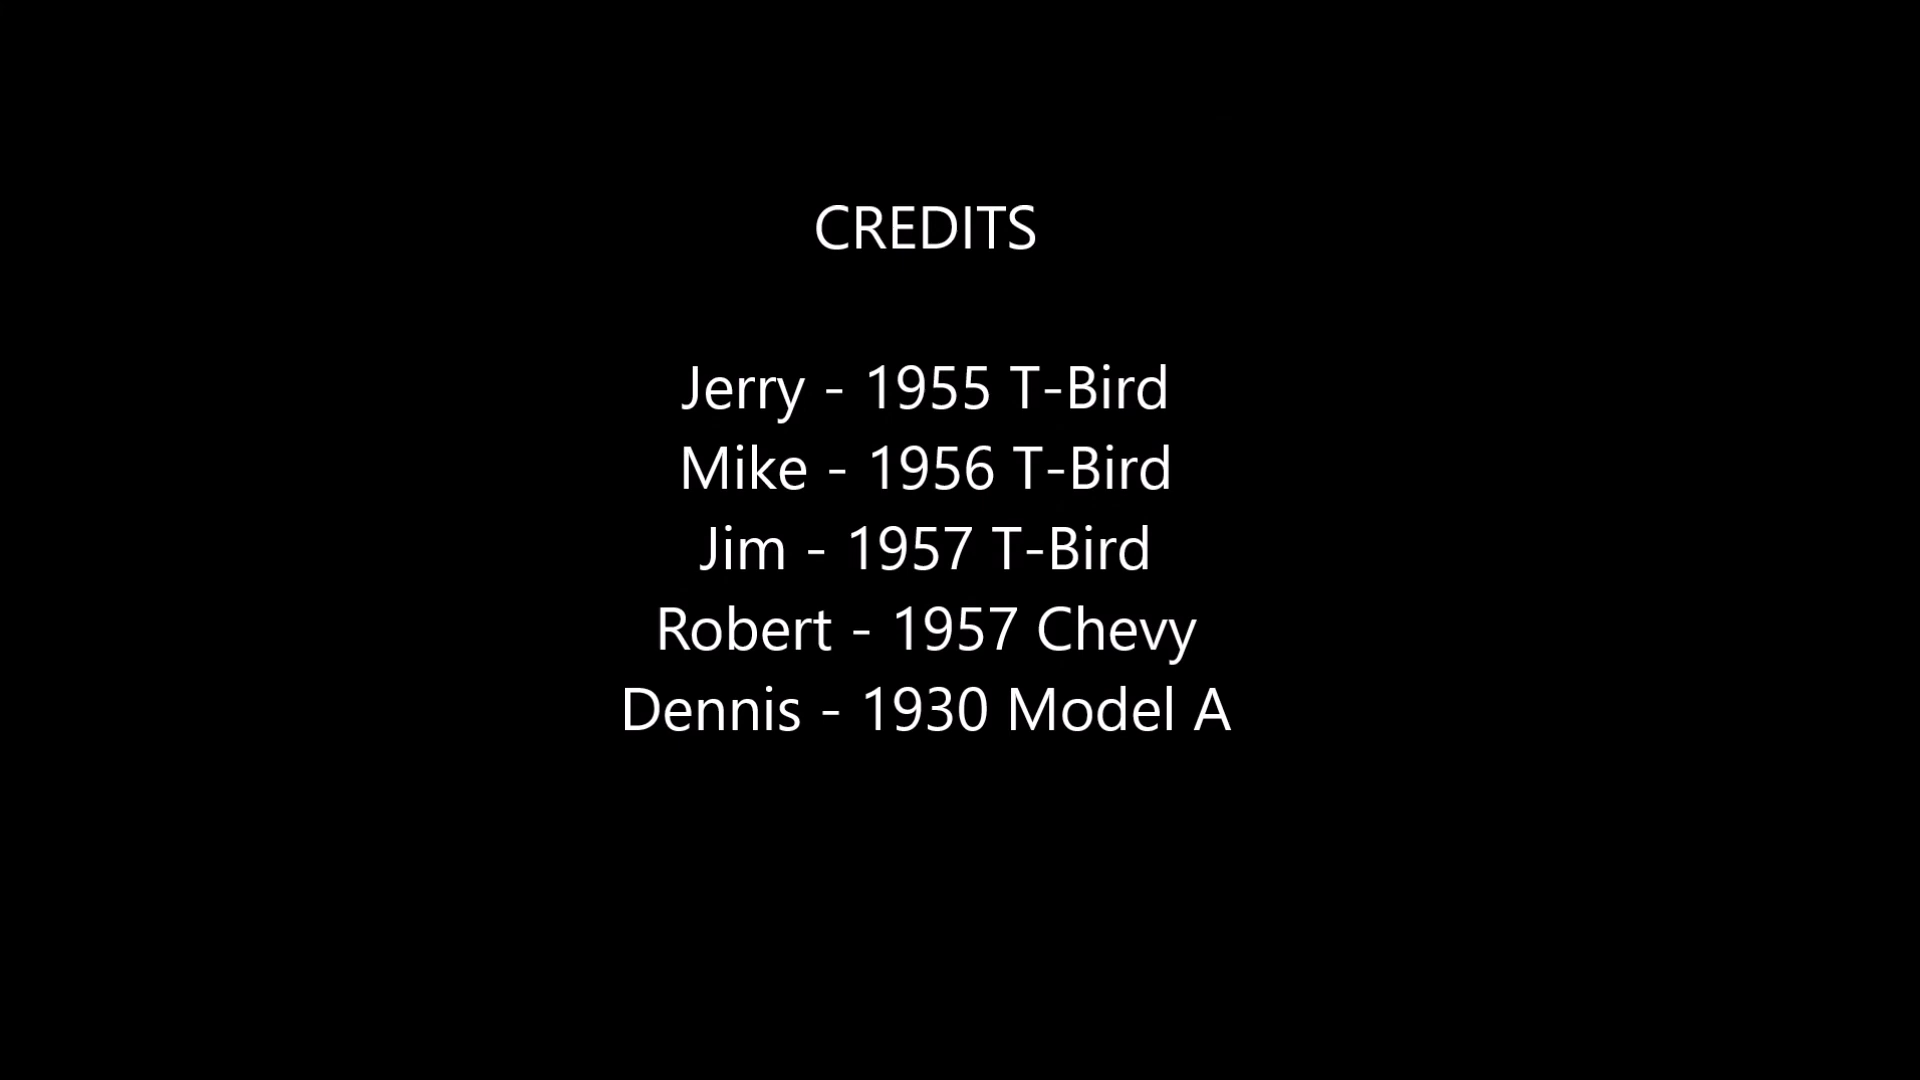 CREDITS
Jerry - 1955 T-Bird
Mike - 1956 T-Bird
Jim - 1957 T-Bird
Robert - 1957 Chevy
Dennis - 1930 Model A